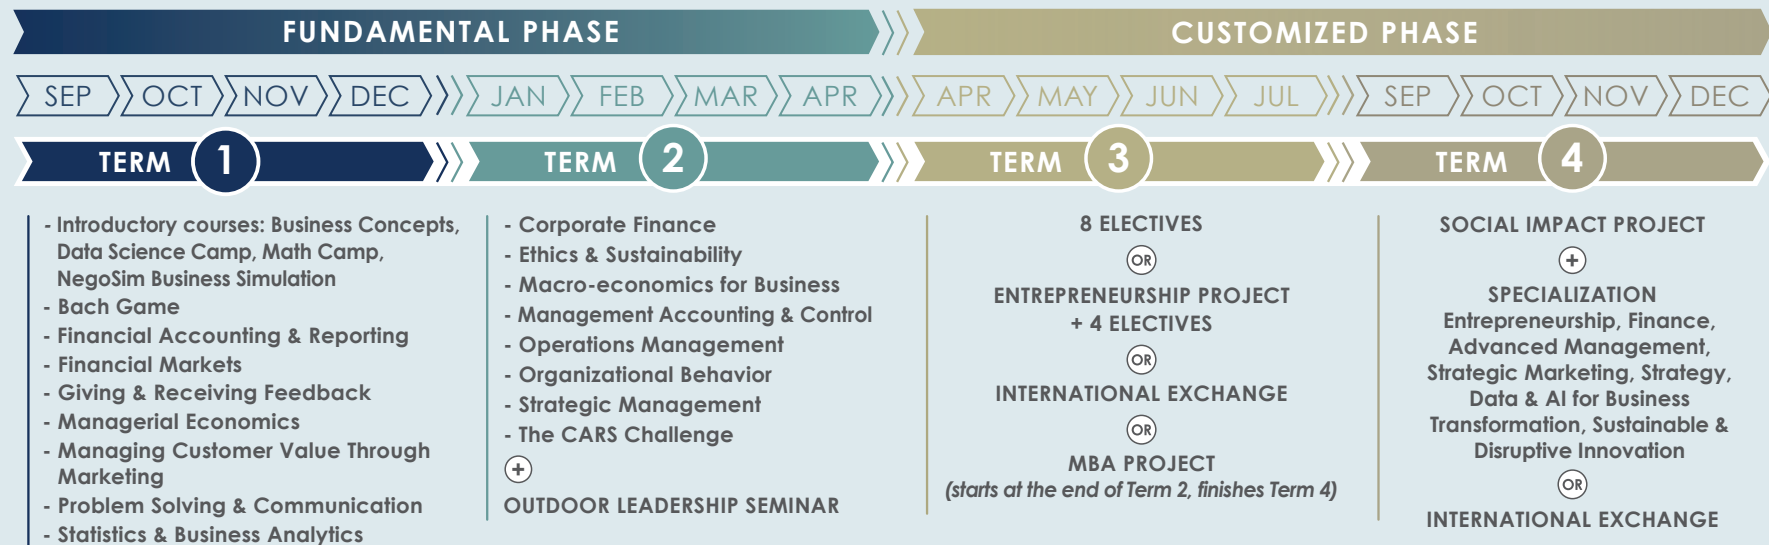 FUNDAMENTAL PHASE
CUSTOMIZED PHASE
SEP OCT NOV DEC JAN FEB MAR APR APR MAY JUN JUL SEP OCT NOV DEC
TERM 1
- Introductory courses: Business Concepts,
Data Science Camp, Math Camp,
NegoSim Business Simulation
- Bach Game
- Financial Accounting & Reporting
- Financial Markets
- Giving & Receiving Feedback
- Managerial Economics
- Managing Customer Value Through
Marketing
- Problem Solving & Communication
- Statistics & Business Analytics
TERM 2
- Corporate Finance
- Ethics & Sustainability
- Macro-economics for Business
- Management Accounting & Control
- Operations Management
- Organizational Behavior
- Strategic Management
- The CARS Challenge
+
OUTDOOR LEADERSHIP SEMINAR
TERM 3
8 ELECTIVES
OR
ENTREPRENEURSHIP PROJECT
+ 4 ELECTIVES
OR
INTERNATIONAL EXCHANGE
OR
MBA PROJECT
(starts at the end of Term 2, finishes Term 4)
TERM 4
SOCIAL IMPACT PROJECT
+
SPECIALIZATION
Entrepreneurship, Finance,
Advanced Management,
Strategic Marketing, Strategy,
Data & AI for Business
Transformation, Sustainable &
Disruptive Innovation
OR
INTERNATIONAL EXCHANGE